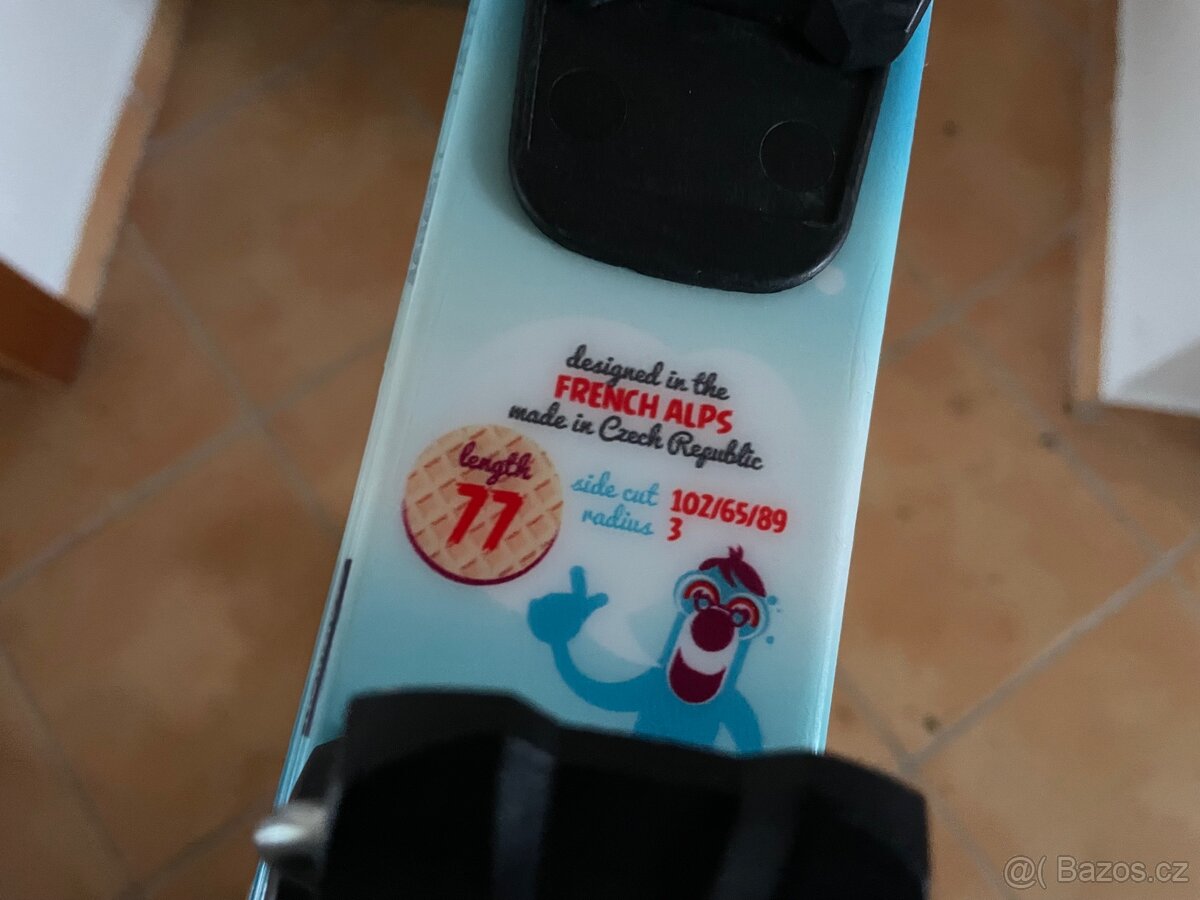 designed in the
FRENCH ALPS
made in Czech Republic
length
77
side cut 102/65/89
radius 3
@( Bazos.cz